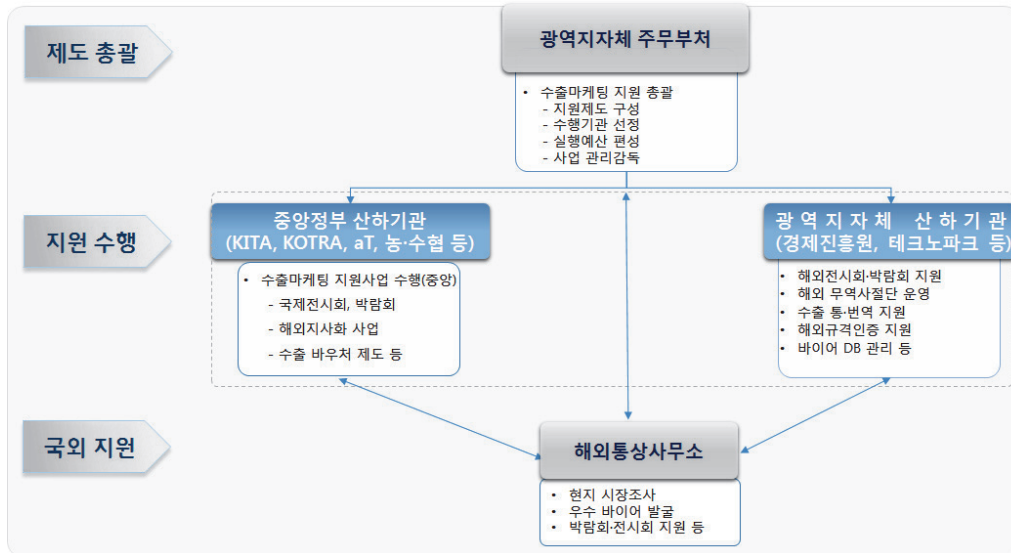 제도 총괄
광역지자체 주무부처
• 수출마케팅 지원 총괄
- 지원제도 구성
- 수행기관 선정
- 실행예산 편성
- 사업 관리감독
지원 수행
중앙정부 산하기관
(KITA, KOTRA, aT, 농·수협 등)
• 수출마케팅 지원사업 수행(중앙)
- 국제전시회, 박람회
- 해외지사화 사업
- 수출 바우처 제도 등
광역지자체 산하기관
(경제진흥원, 테크노파크 등)
• 해외전시회·박람회 지원
• 해외 무역사절단 운영
• 수출 통·번역 지원
• 해외규격인증 지원
• 바이어 DB 관리 등
국외 지원
해외통상사무소
• 현지 시장조사
• 우수 바이어 발굴
• 박람회·전시회 지원 등